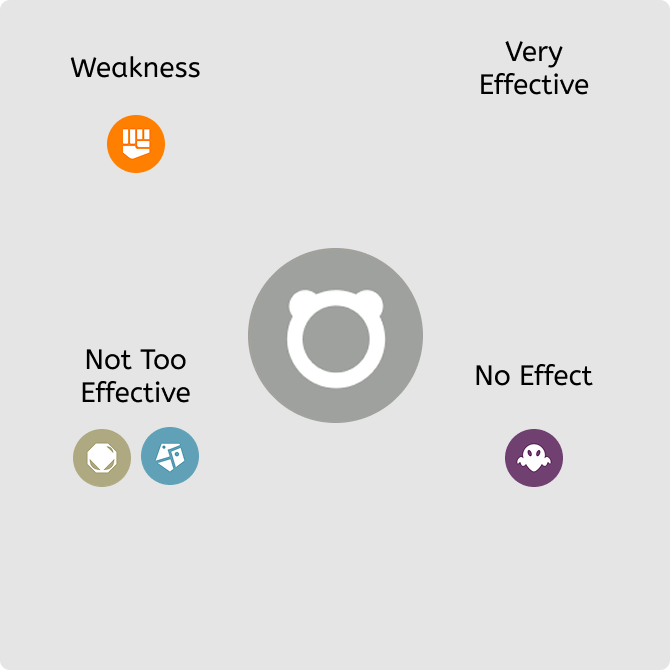 Weakness
Very
Effective
Not Too
Effective
No Effect